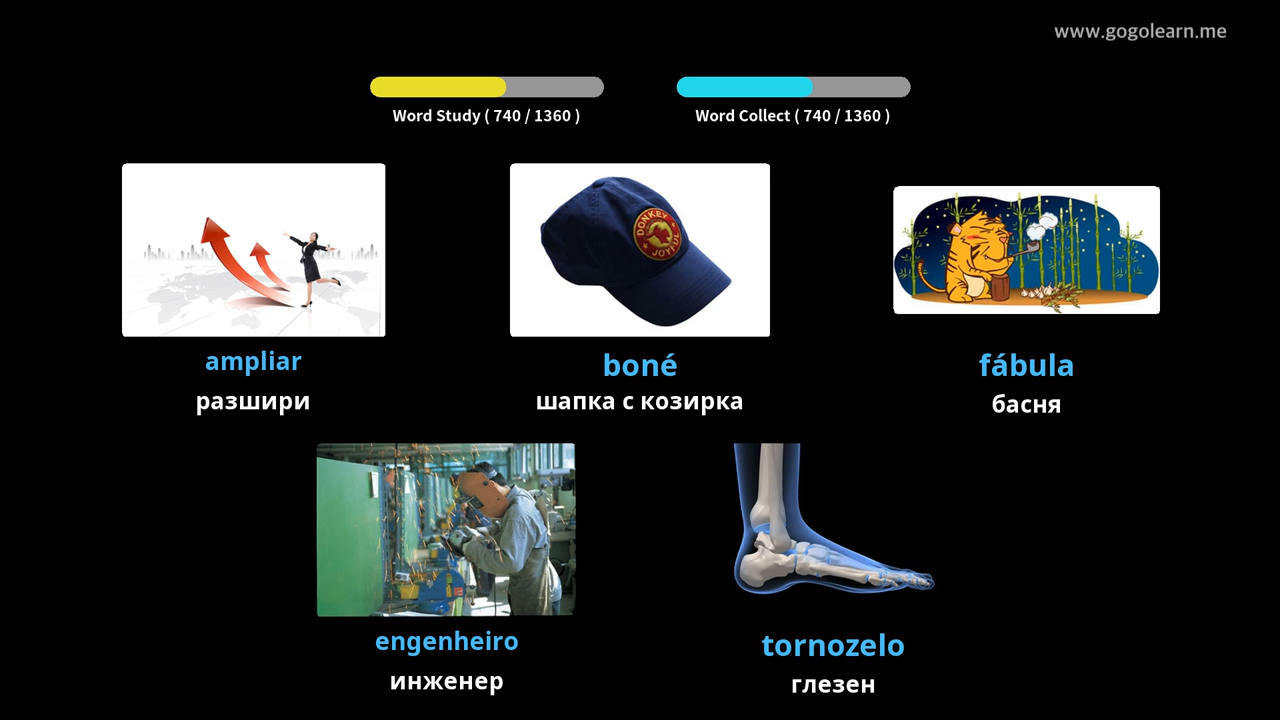 www.gogolearn.me
Word Study ( 740 / 1360 )
Word Collect ( 740 / 1360 )
DONKEY
JOYFUL
ampliar
разшири
boné
шапка с козирка
fábula
басня
engenheiro
инженер
tornozelo
глезен